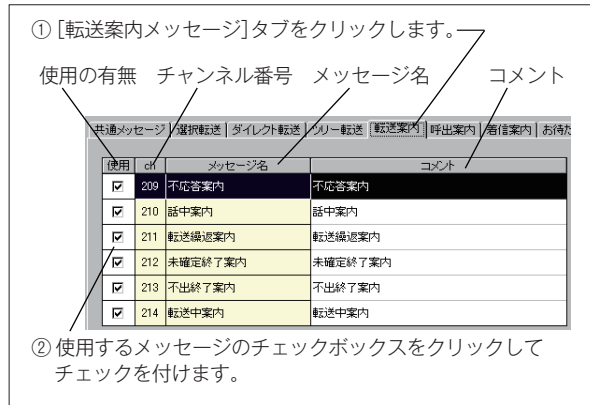 ① [転送案内メッセージ]タブをクリックします。
使用の有無 チャンネル番号 メッセージ名 コメント
共通メッセージ 選択転送 ダイレクト転送 ツリー転送 転送案内 呼出案内 着信案内 お待た
使用 ch メッセージ名 コメント
209 不応答案内 不応答案内
210 話中案内 話中案内
211 転送繰返案内 転送繰返案内
212 未確定終了案内 未確定終了案内
213 不出終了案内 不出終了案内
214 転送中案内 転送中案内
② 使用するメッセージのチェックボックスをクリックして
チェックを付けます。